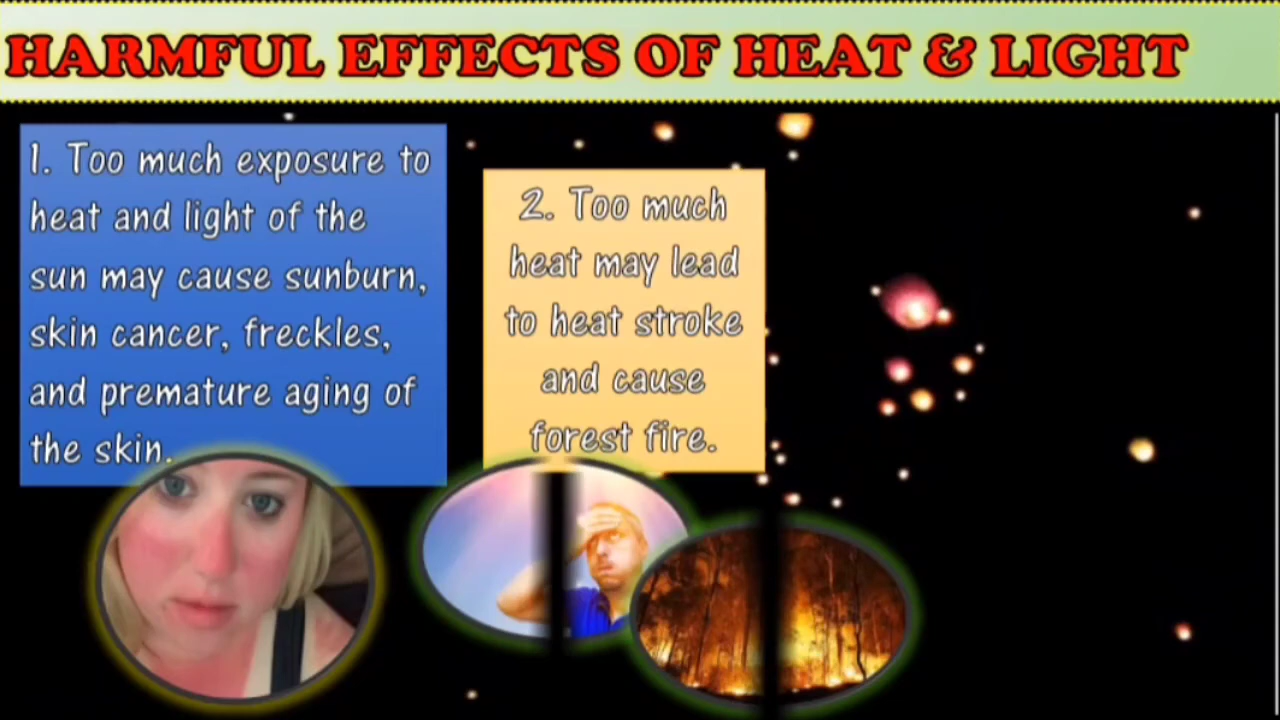 HARMFUL EFFECTS OF HEAT & LIGHT
1. Too much exposure to
heat and light of the
sun may cause sunburn,
skin cancer, freckles,
and premature aging of
the skin.
2. Too much
heat may lead
to heat stroke
and cause
forest fire.